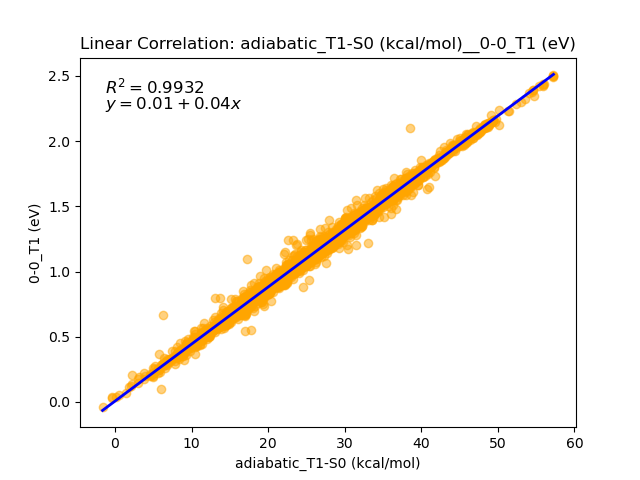 Linear Correlation: adiabatic_T1-S0 (kcal/mol)__0-0_T1 (eV)
R² = 0.9932
y = 0.01 + 0.04x
2.5
2.0
1.5
1.0
0.5
0.0
0-0_T1 (eV)
0 10 20 30 40 50 60
adiabatic_T1-S0 (kcal/mol)